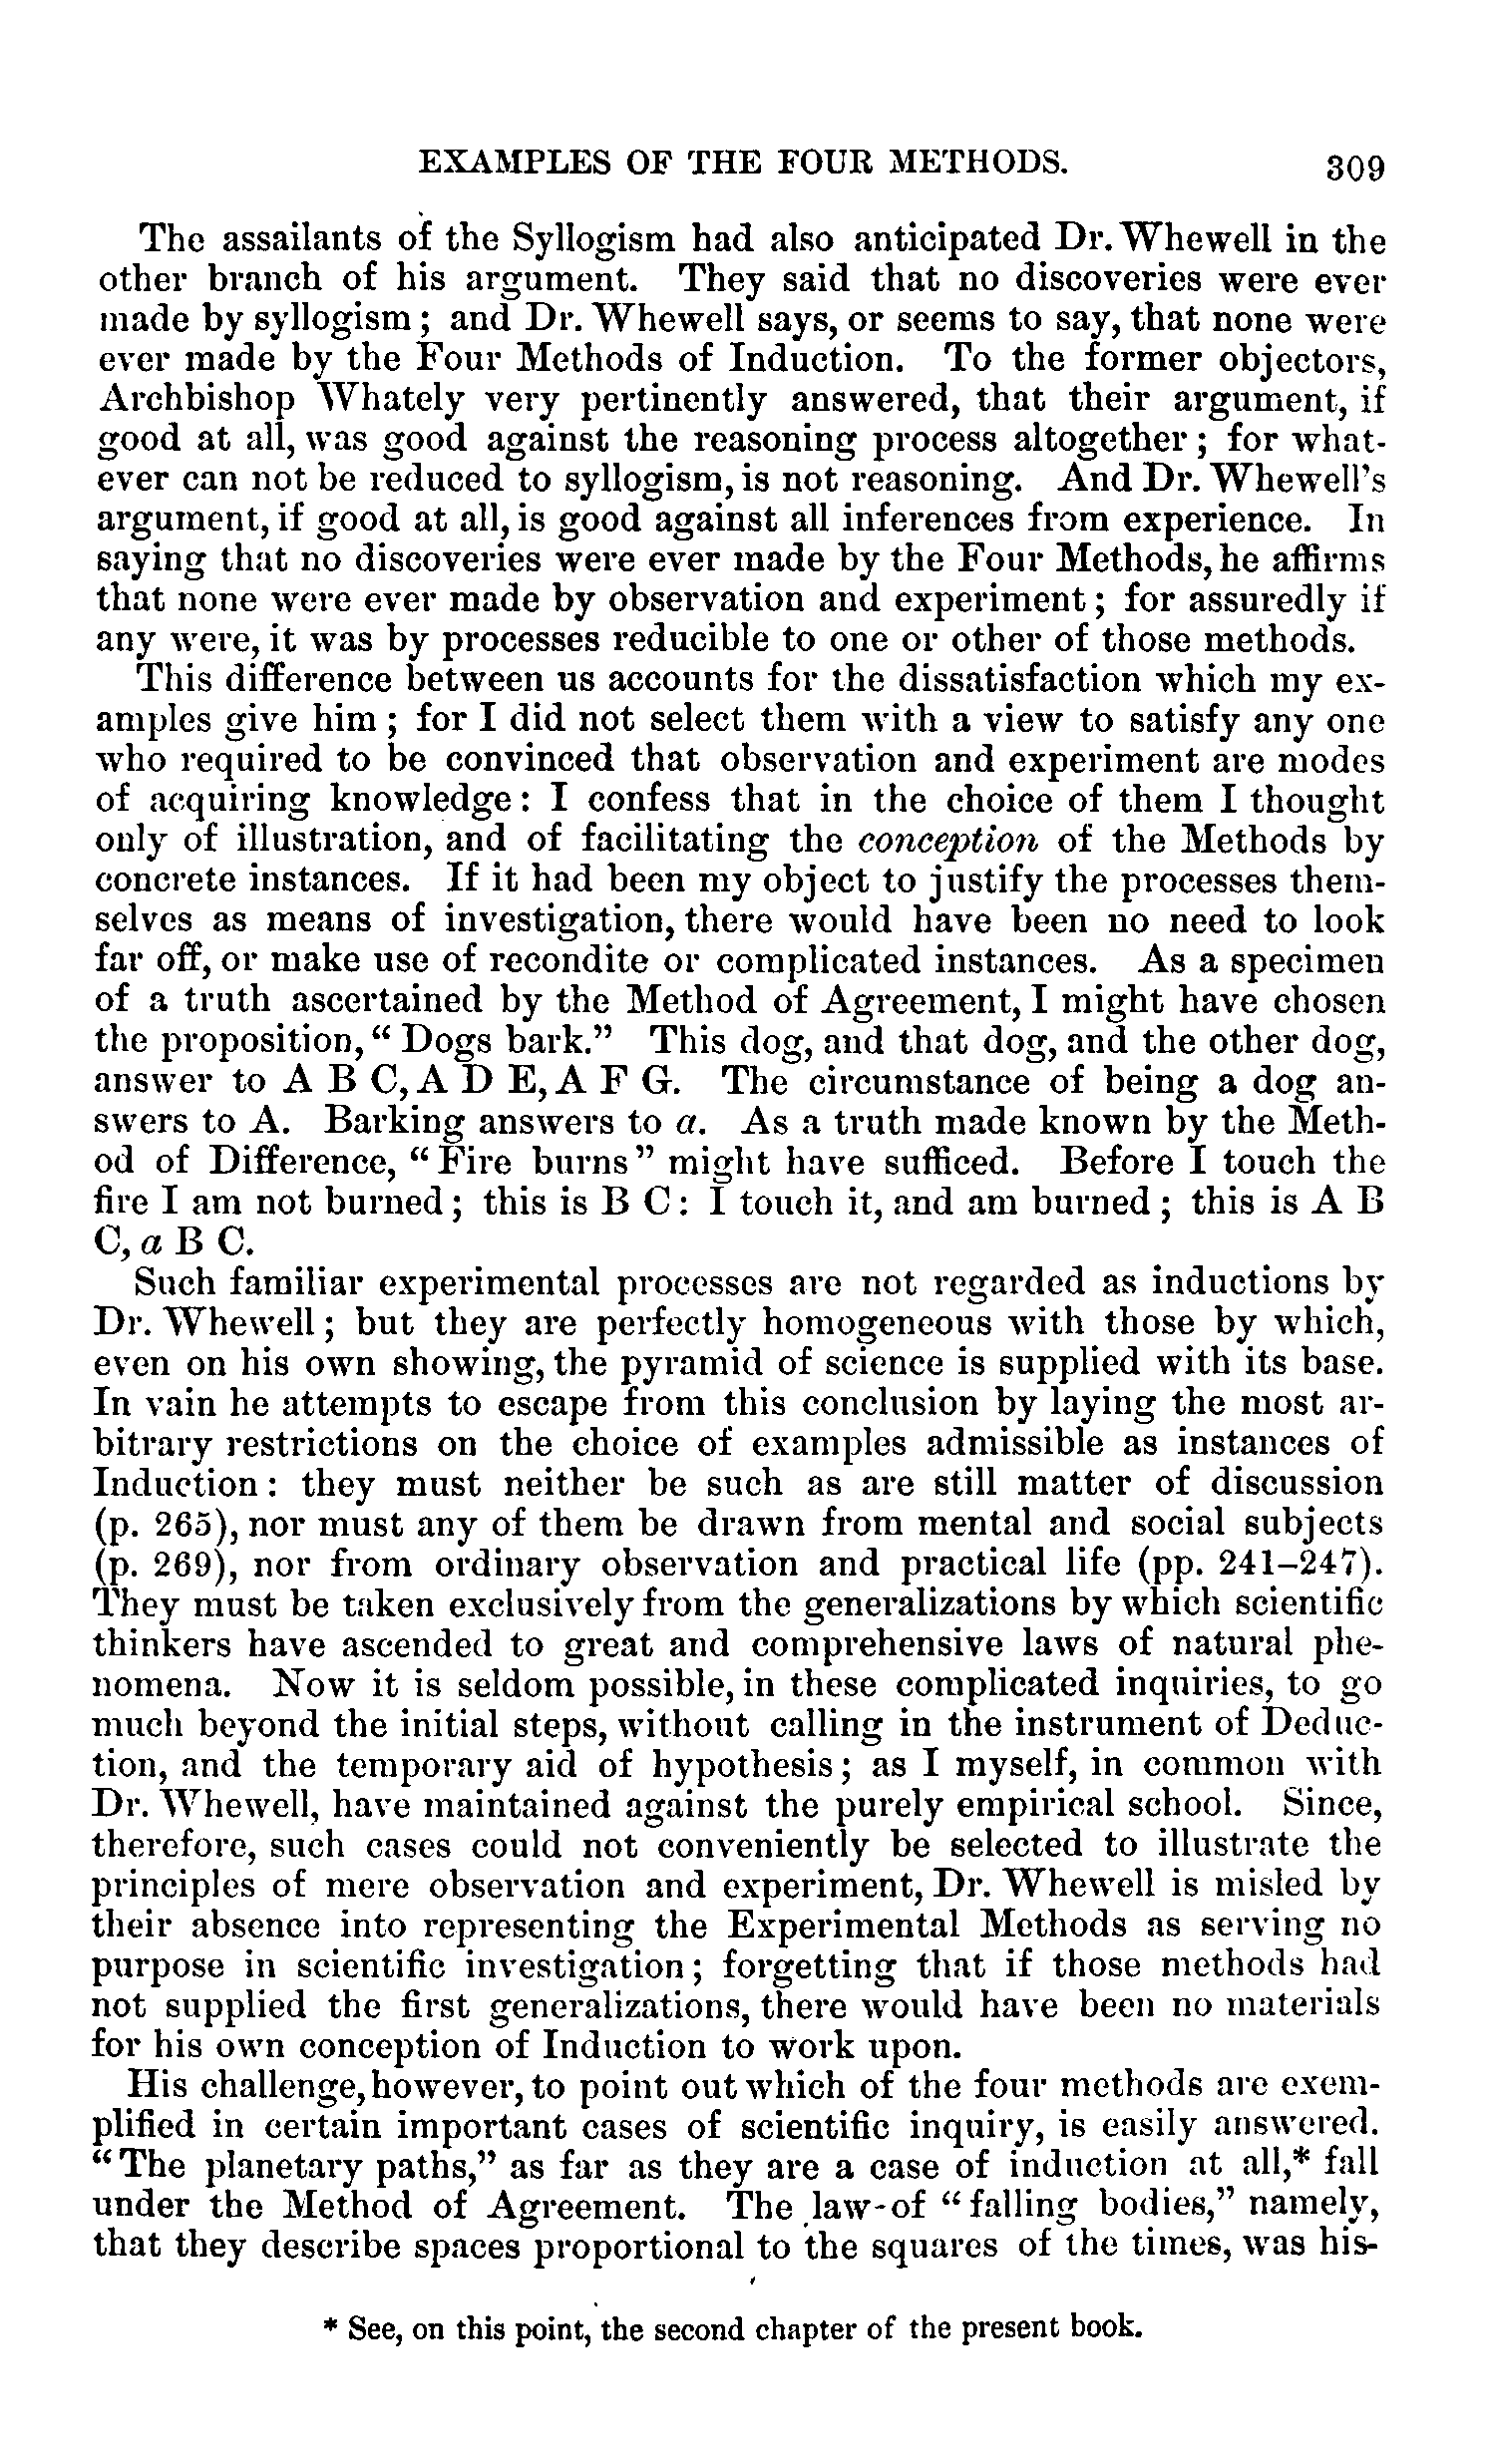 EXAMPLES OF THE FOUR METHODS. 309
The assailants of the Syllogism had also anticipated Dr. Whewell in the
other branch of his argument. They said that no discoveries were ever
made by syllogism; and Dr. Whewell says, or seems to say, that none were
ever made by the Four Methods of Induction. To the former objectors,
Archbishop Whately very pertinently answered, that their argument, if
good at all, was good against the reasoning process altogether; for what-
ever can not be reduced to syllogism, is not reasoning. And Dr. Whewell's
argument, if good at all, is good against all inferences from experience. In
saying that no discoveries were ever made by the Four Methods, he affirms
that none were ever made by observation and experiment; for assuredly if
any were, it was by processes reducible to one or other of those methods.
This difference between us accounts for the dissatisfaction which my ex-
amples give him; for I did not select them with a view to satisfy any one
who required to be convinced that observation and experiment are modes
of acquiring knowledge: I confess that in the choice of them I thought
only of illustration, and of facilitating the conception of the Methods by
concrete instances. If it had been my object to justify the processes them-
selves as means of investigation, there would have been no need to look
far off, or make use of recondite or complicated instances. As a specimen
of a truth ascertained by the Method of Agreement, I might have chosen
the proposition, "Dogs bark." This dog, and that dog, and the other dog,
answer to A B C, A D E, A F G. The circumstance of being a dog an-
swers to A. Barking answers to a. As a truth made known by the Meth-
od of Difference, "Fire burns" might have sufficed. Before I touch the
fire I am not burned; this is B C: I touch it, and am burned; this is A B
C, a B C.
Such familiar experimental processes are not regarded as inductions by
Dr. Whewell; but they are perfectly homogeneous with those by which,
even on his own showing, the pyramid of science is supplied with its base.
In vain he attempts to escape from this conclusion by laying the most ar-
bitrary restrictions on the choice of examples admissible as instances of
Induction: they must neither be such as are still matter of discussion
(p. 265), nor must any of them be drawn from mental and social subjects
(p. 269), nor from ordinary observation and practical life (pp. 241–247).
They must be taken exclusively from the generalizations by which scientific
thinkers have ascended to great and comprehensive laws of natural phe-
nomena. Now it is seldom possible, in these complicated inquiries, to go
much beyond the initial steps, without calling in the instrument of Deduc-
tion, and the temporary aid of hypothesis; as I myself, in common with
Dr. Whewell, have maintained against the purely empirical school. Since,
therefore, such cases could not conveniently be selected to illustrate the
principles of mere observation and experiment, Dr. Whewell is misled by
their absence into representing the Experimental Methods as serving no
purpose in scientific investigation; forgetting that if those methods had
not supplied the first generalizations, there would have been no materials
for his own conception of Induction to work upon.
His challenge, however, to point out which of the four methods are exem-
plified in certain important cases of scientific inquiry, is easily answered.
"The planetary paths," as far as they are a case of induction at all,* fall
under the Method of Agreement. The law of "falling bodies," namely,
that they describe spaces proportional to the squares of the times, was his-
* See, on this point, the second chapter of the present book.